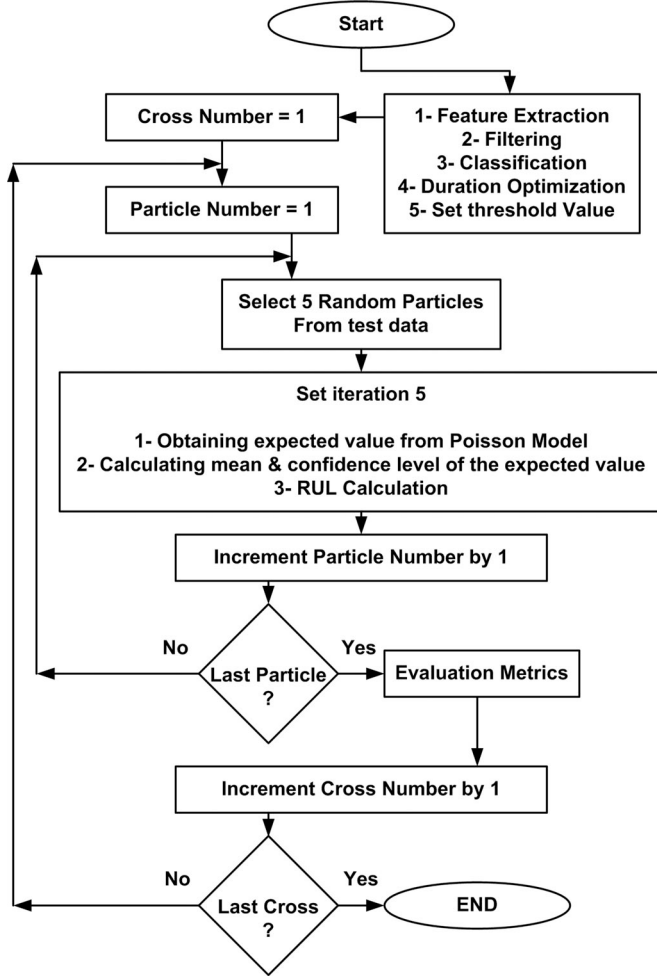 Start
1- Feature Extraction
2- Filtering
3- Classification
4- Duration Optimization
5- Set threshold Value
Cross Number = 1
Particle Number = 1
Select 5 Random Particles
From test data
Set iteration 5
1- Obtaining expected value from Poisson Model
2- Calculating mean & confidence level of the expected value
3- RUL Calculation
Increment Particle Number by 1
No
Yes
Last Particle
?
Evaluation Metrics
Increment Cross Number by 1
No
Yes
Last Cross
?
END